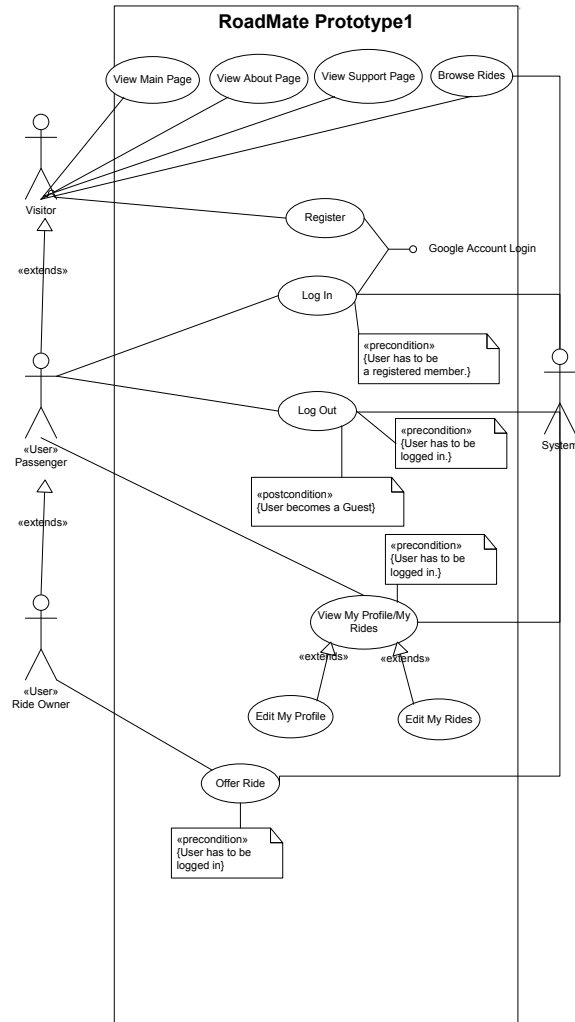 RoadMate Prototype1
View Main Page
View About Page
View Support Page
Browse Rides
Visitor
Register
Google Account Login
«extends»
Log In
«precondition»
{User has to be
a registered member.}
«User»
Passenger
Log Out
«precondition»
{User has to be
logged in.}
System
«postcondition»
{User becomes a Guest}
«extends»
«precondition»
{User has to be
logged in.}
View My Profile/My
Rides
«extends»
«extends»
«User»
Ride Owner
Edit My Profile
Edit My Rides
Offer Ride
«precondition»
{User has to be
logged in}